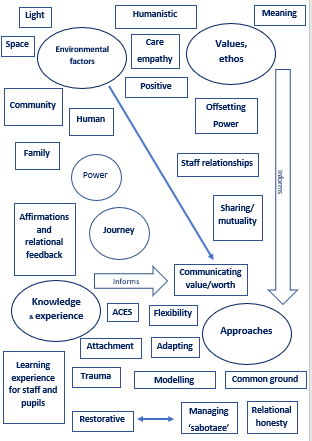 Light
Humanistic
Meaning
Space
Environmental
factors
Care
empathy
Values,
ethos
Positive
Community
Human
Offsetting
Power
Family
Staff relationships
Power
informs
Affirmations
and
relational
feedback
Journey
Sharing/
mutuality
Informs
Communicating
value/worth
Knowledge
& experience
ACES
Flexibility
Approaches
Attachment
Adapting
Learning
experience
for staff and
pupils
Trauma
Modelling
Common ground
Restorative
Managing
'sabotage'
Relational
honesty